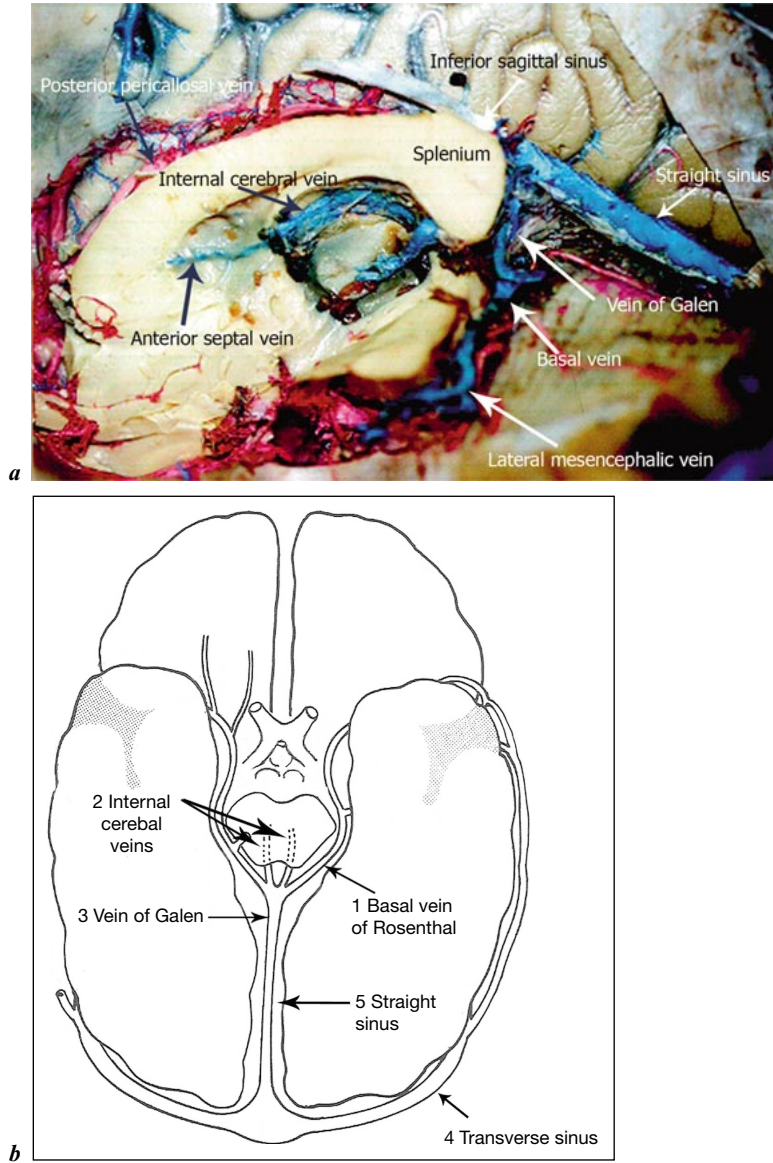 Inferior sagittal sinus
Posterior pericallosal vein
Splenium
Internal cerebral vein
Straight sinus
Vein of Galen
Anterior septal vein
Basal vein
Lateral mesencephalic vein
a
2 Internal
cerebal
veins
3 Vein of Galen
1 Basal vein
of Rosenthal
5 Straight
sinus
4 Transverse sinus
b